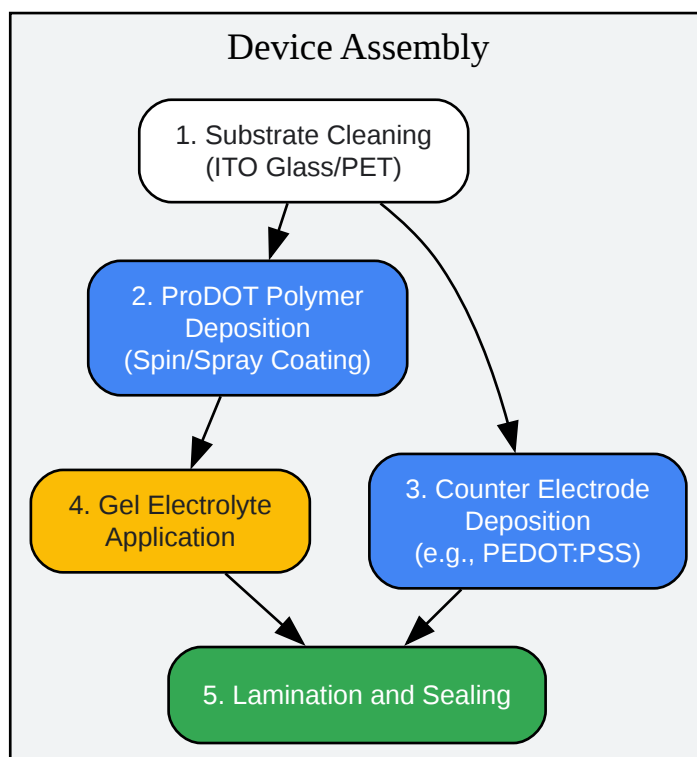 Device Assembly
1. Substrate Cleaning
(ITO Glass/PET)
2. ProDOT Polymer
Deposition
(Spin/Spray Coating)
3. Counter Electrode
Deposition
(e.g., PEDOT:PSS)
4. Gel Electrolyte
Application
5. Lamination and Sealing